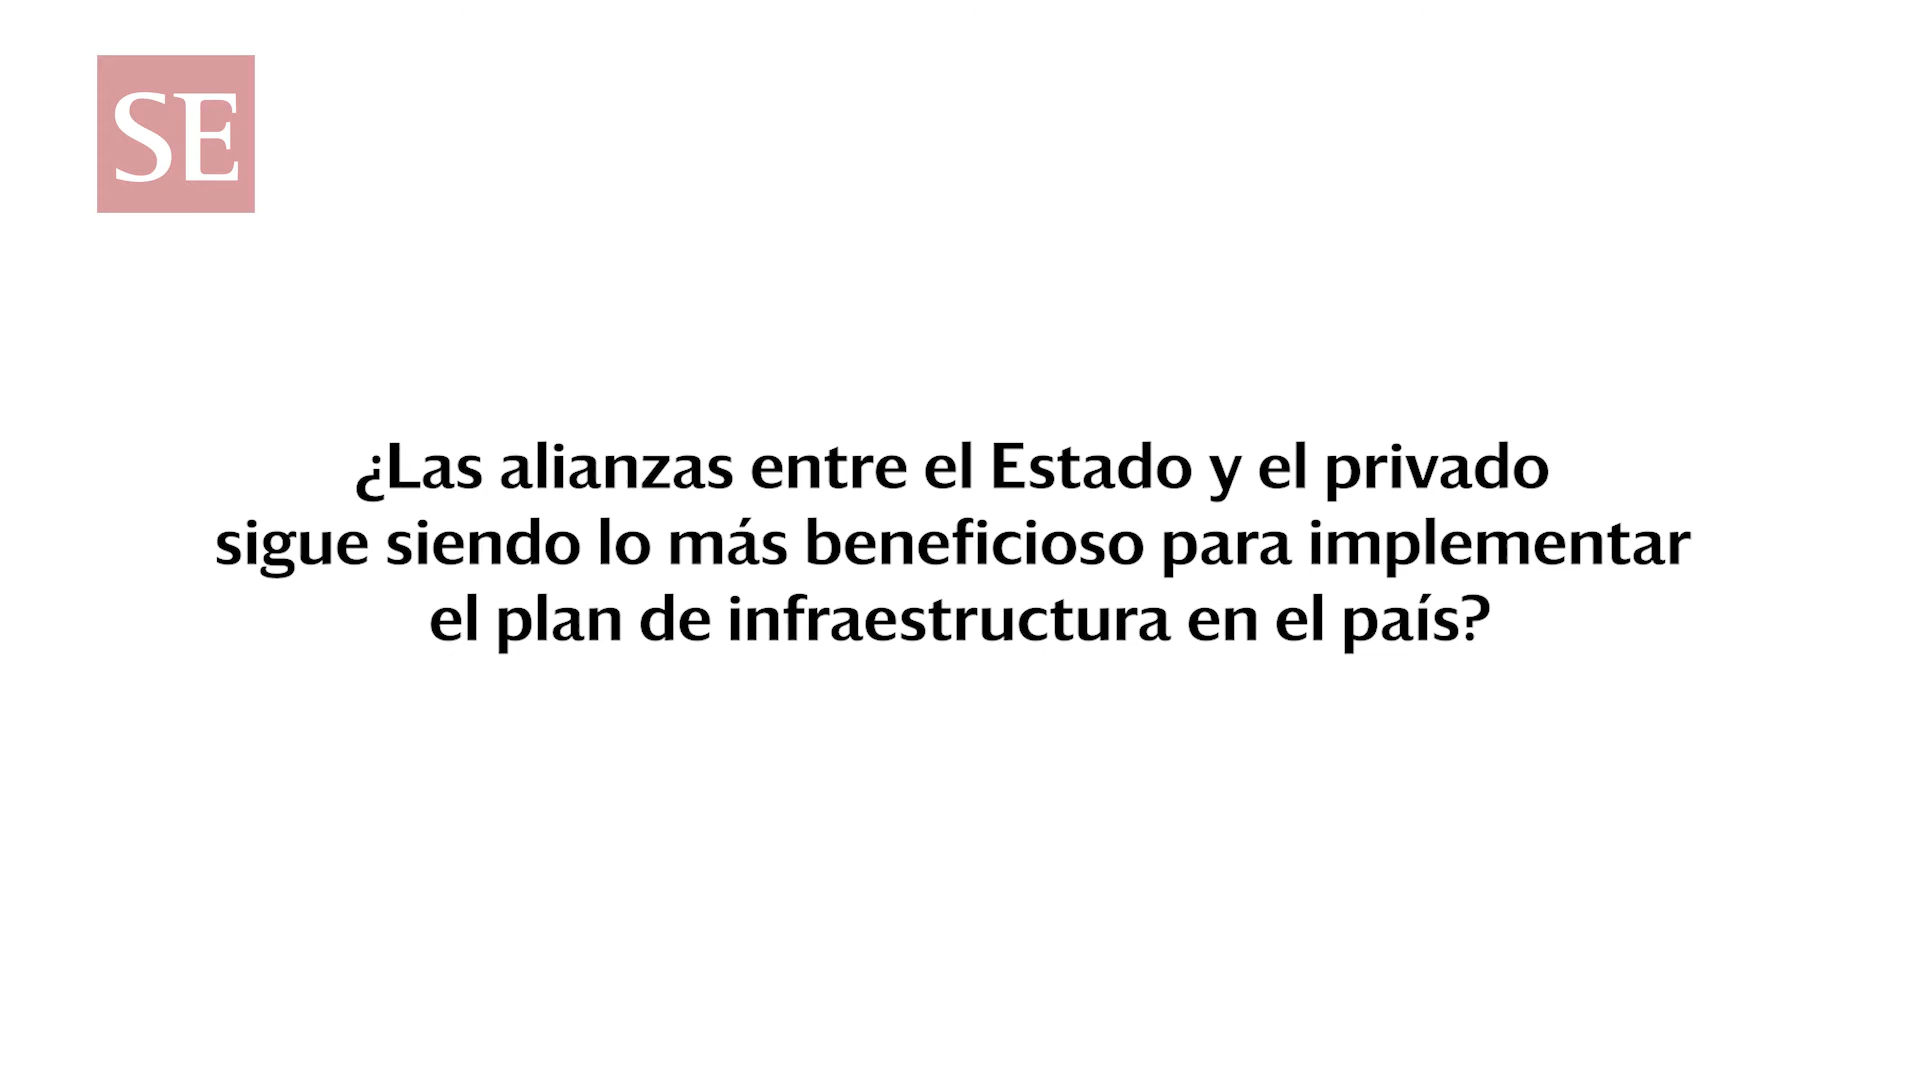 SE
¿Las alianzas entre el Estado y el privado
sigue siendo lo más beneficioso para implementar
el plan de infraestructura en el país?